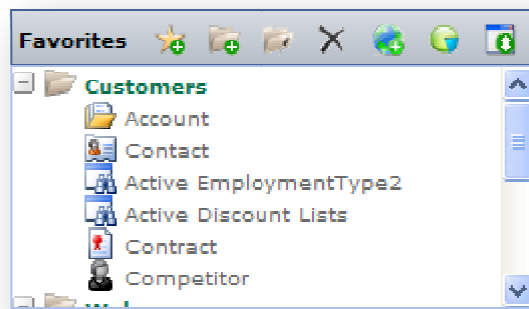 Favorites
Customers
Account
Contact
Active EmploymentType2
Active Discount Lists
Contract
Competitor